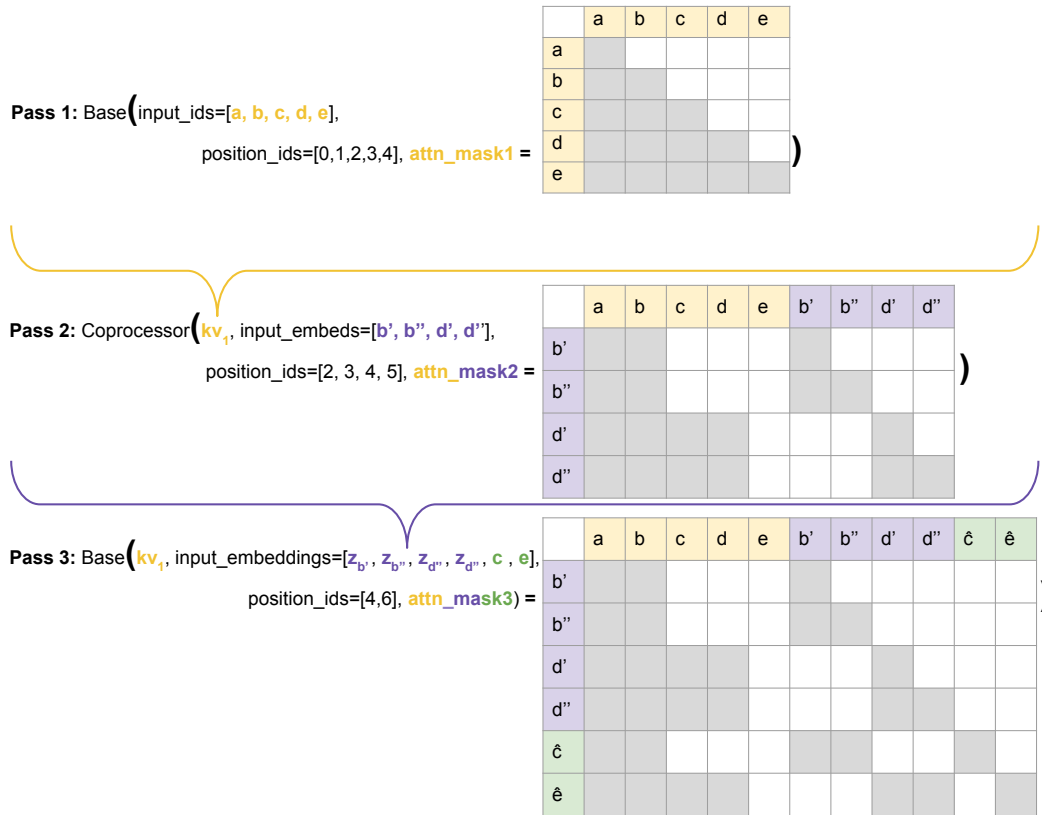 a b c d e
a
b
Pass 1: Base(input_ids=[a, b, c, d, e],
c
position_ids=[0,1,2,3,4], attn_mask1 = )
d
e
a b c d e b’ b’’ d’ d’’
Pass 2: Coprocessor(kv1, input_embeds=[b’, b’’, d’, d’’],
b’
position_ids=[2, 3, 4, 5], attn_mask2 = )
b’’
d’
d’’
a b c d e b’ b’’ d’ d’’ ĉ ê
Pass 3: Base(kv1, input_embeddings=[zb’, zb’’, zd’’, zd’’, c , e],
b’
position_ids=[4,6], attn_mask3) =
b’’
d’
d’’
ĉ
ê